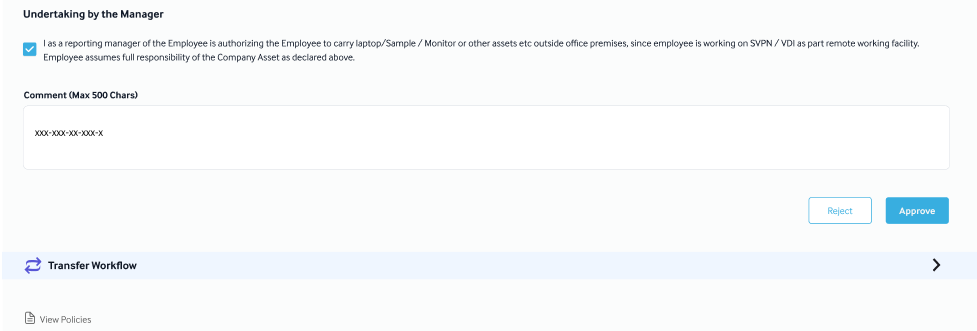 Undertaking by the Manager
I as a reporting manager of the Employee is authorizing the Employee to carry laptop/Sample / Monitor or other assets etc outside office premises, since employee is working on SVPN / VDI as part remote working facility.
Employee assumes full responsibility of the Company Asset as declared above.
Comment (Max 500 Chars)
xxx-xxx-xx-xxx-x
Reject
Approve
Transfer Workflow
View Policies